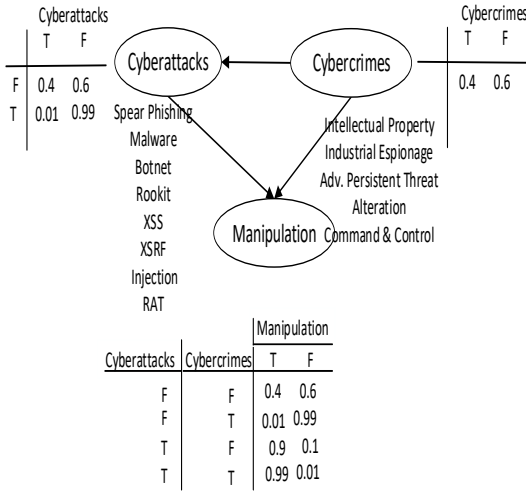 Cyberattacks
T F
F 0.4 0.6
T 0.01 0.99
Cybercrimes
T F
0.4 0.6
Cyberattacks
Cybercrimes
Spear Phishing
Malware
Botnet
Rookit
XSS
XSRF
Injection
RAT
Intellectual Property
Industrial Espionage
Adv. Persistent Threat
Alteration
Command & Control
Manipulation
Manipulation
Cyberattacks Cybercrimes T F
F F 0.4 0.6
F T 0.01 0.99
T F 0.9 0.1
T T 0.99 0.01